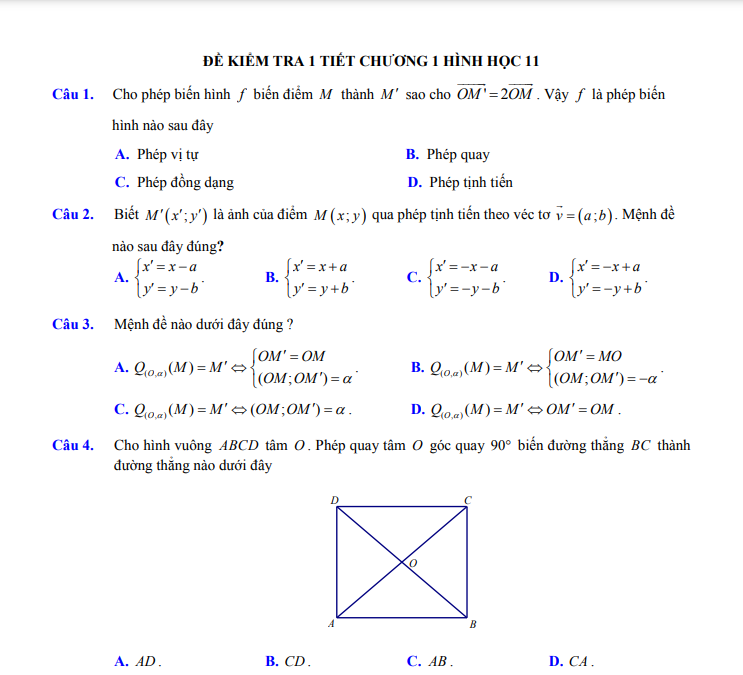 ĐỀ KIỂM TRA 1 TIẾT CHƯƠNG 1 HÌNH HỌC 11
Câu 1. Cho phép biến hình f biến điểm M thành M′ sao cho $\overrightarrow{OM'} = 2\overrightarrow{OM}$. Vậy f là phép biến
hình nào sau đây
A. Phép vị tự B. Phép quay
C. Phép đồng dạng D. Phép tịnh tiến
Câu 2. Biết M′(x′; y′) là ảnh của điểm M(x; y) qua phép tịnh tiến theo véc tơ $\vec{v} = (a; b)$. Mệnh đề
nào sau đây đúng?
A. $\begin{cases} x' = x - a \\ y' = y - b \end{cases}$. B. $\begin{cases} x' = x + a \\ y' = y + b \end{cases}$. C. $\begin{cases} x' = -x - a \\ y' = -y - b \end{cases}$. D. $\begin{cases} x' = -x + a \\ y' = -y + b \end{cases}$.
Câu 3. Mệnh đề nào dưới đây đúng ?
A. $Q_{(O,\alpha)}(M) = M' \Leftrightarrow \begin{cases} OM' = OM \\ (OM; OM') = \alpha \end{cases}$. B. $Q_{(O,\alpha)}(M) = M' \Leftrightarrow \begin{cases} OM' = MO \\ (OM; OM') = -\alpha \end{cases}$.
C. $Q_{(O,\alpha)}(M) = M' \Leftrightarrow (OM; OM') = \alpha$. D. $Q_{(O,\alpha)}(M) = M' \Leftrightarrow OM' = OM$.
Câu 4. Cho hình vuông ABCD tâm O. Phép quay tâm O góc quay 90° biến đường thẳng BC thành
đường thẳng nào dưới đây
D C
O
A B
A. AD. B. CD. C. AB. D. CA.